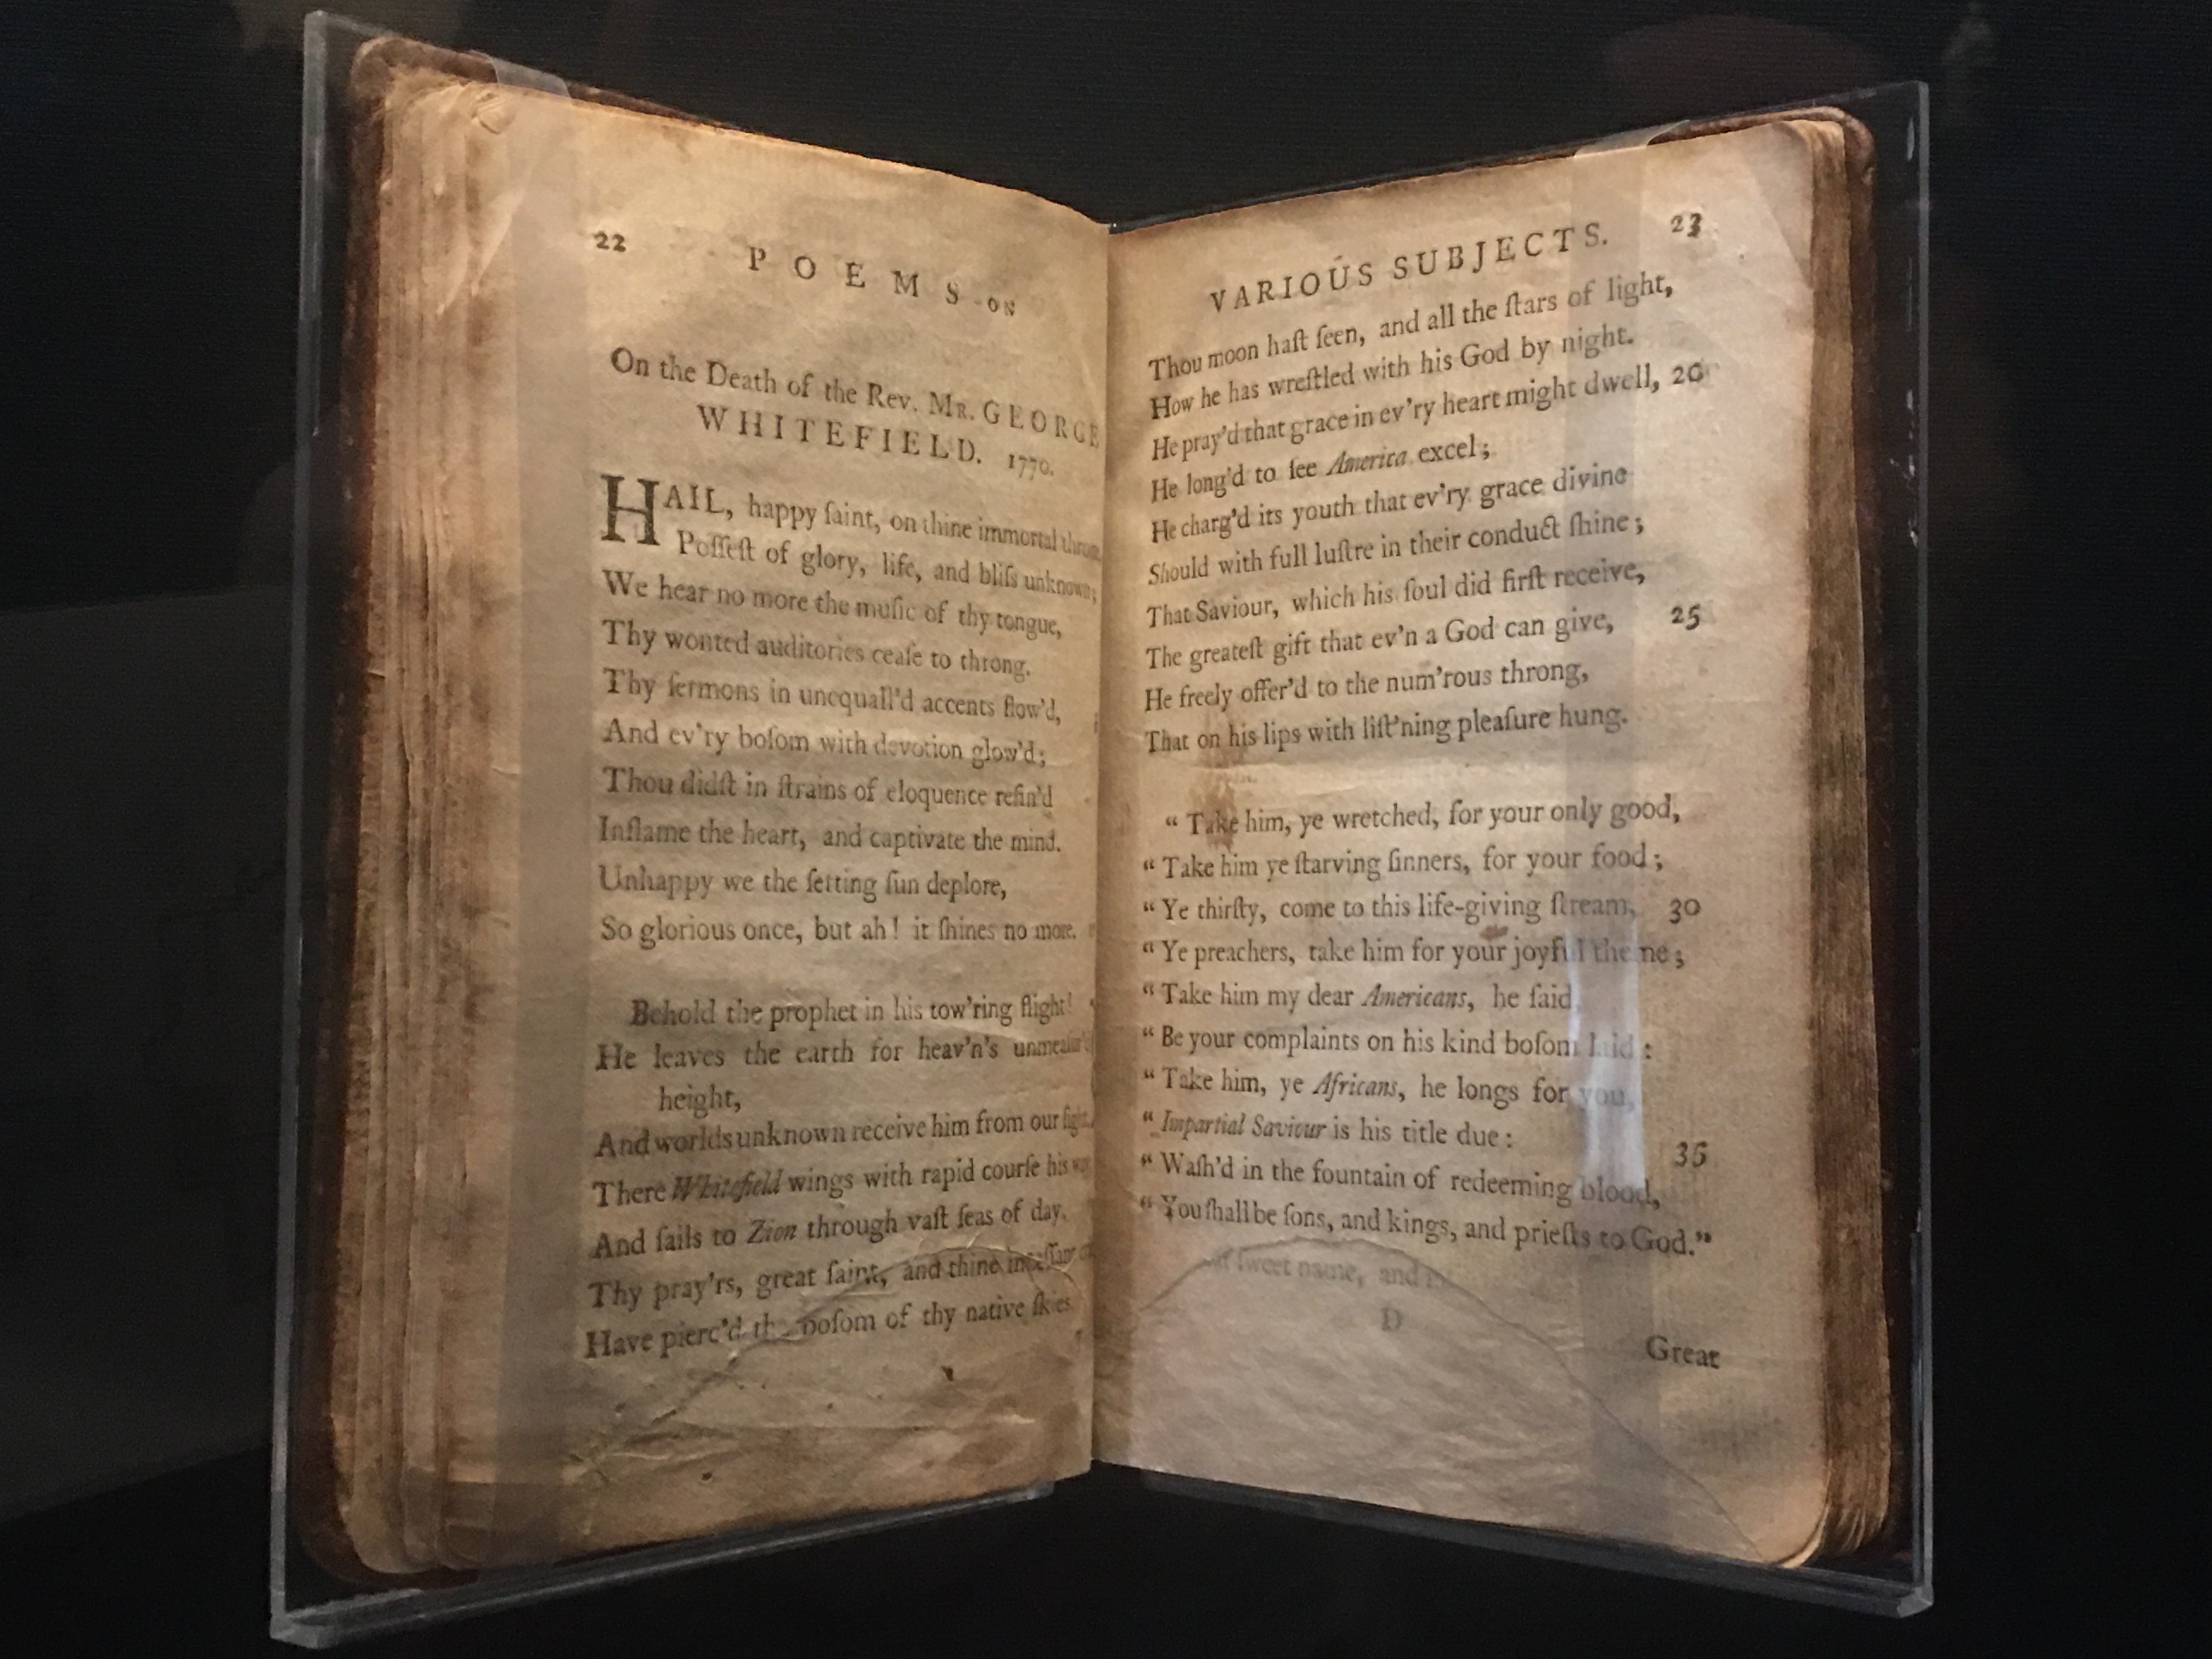 22
POEMS ON
On the Death of the Rev. MR. GEORGE
WHITEFIELD. 1770.
HAIL, happy ſaint, on thine immortal
Poſſeſt of glory, life, and bliſs unknown;
We hear no more the muſic of thy tongue,
Thy wonted auditories ceaſe to throng.
Thy ſermons in unequall'd accents flow'd,
And ev'ry boſom with devotion glow'd;
Thou didſt in ſtrains of eloquence refin'd
Inflame the heart, and captivate the mind.
Unhappy we the ſetting ſun deplore,
So glorious once, but ah! it ſhines no more.
Behold the prophet in his tow'ring flight!
He leaves the earth for heav'n's
height,
And worlds unknown receive him from our
There Whitefield wings with rapid courſe his
And ſails to Zion through vaſt ſeas of day.
Thy pray'rs, great ſaint, and thine
Have pierc'd boſom of thy native ſkies.
VARIOUS SUBJECTS.
23
Thou moon haſt ſeen, and all the ſtars of light,
How he has wreſtled with his God by night.
He pray'd that grace in ev'ry heart might dwell, 20
He long'd to ſee America excel;
He charg'd its youth that ev'ry grace divine
Should with full luſtre in their conduct ſhine;
That Saviour, which his ſoul did firſt receive,
The greateſt gift that ev'n a God can give, 25
He freely offer'd to the num'rous throng,
That on his lips with liſt'ning pleaſure hung.
“ Take him, ye wretched, for your only good,
“ Take him ye ſtarving ſinners, for your food;
“ Ye thirſty, come to this life-giving ſtream, 30
“ Ye preachers, take him for your joyful theme;
“ Take him my dear Americans, he ſaid
“ Be your complaints on his kind boſom laid:
“ Take him, ye Africans, he longs for you,
“ Impartial Saviour is his title due: 35
“ Waſh'd in the fountain of redeeming blood,
“ You ſhall be ſons, and kings, and prieſts to God.”
ſweet name, and
D
Great